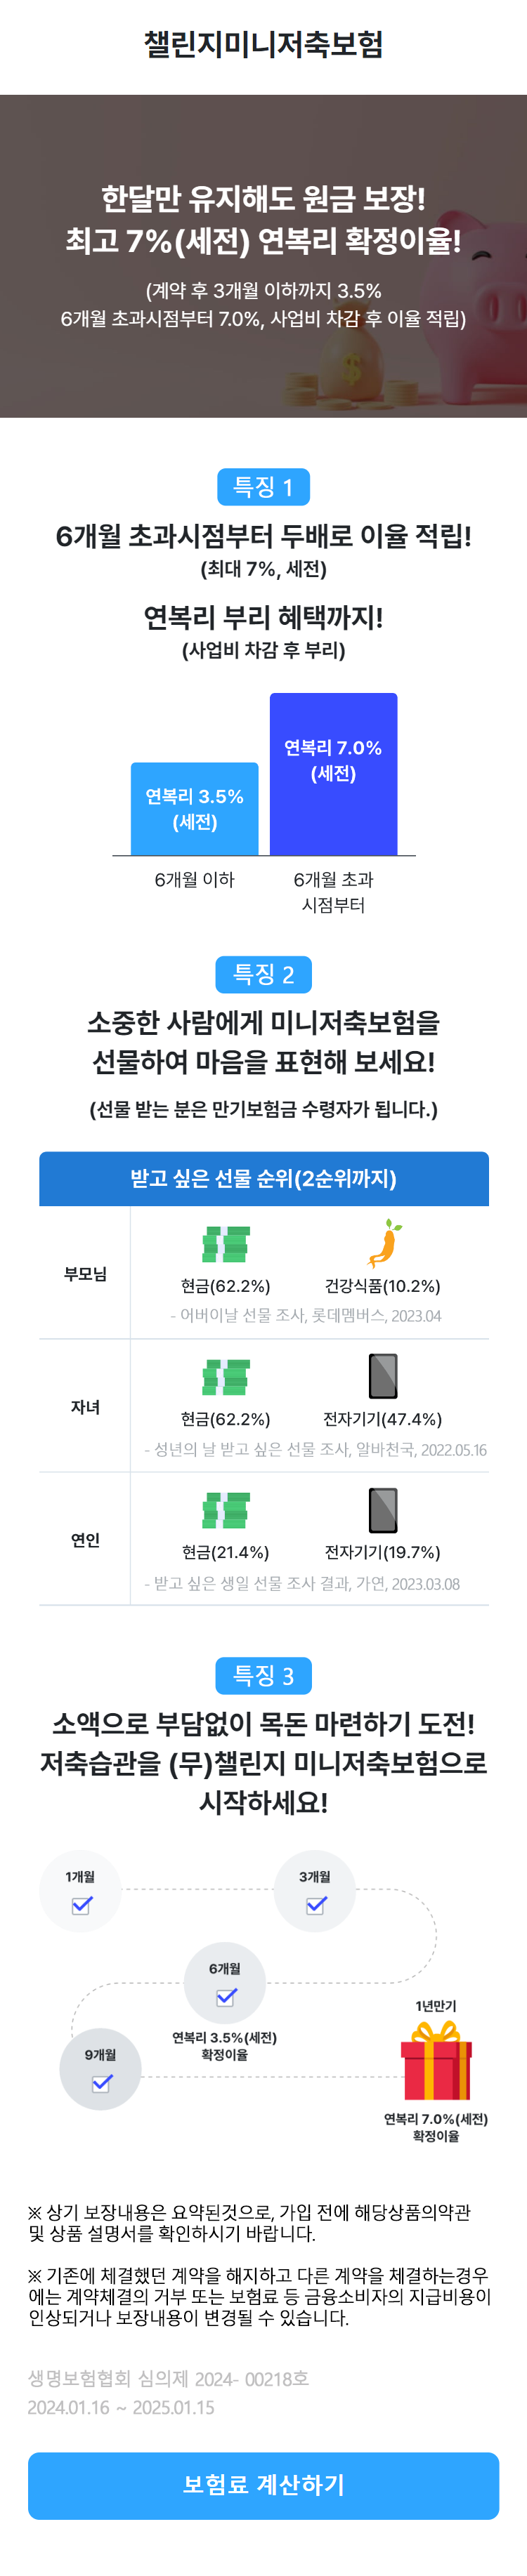 챌린지미니저축보험
한달만 유지해도 원금 보장!
최고 7%(세전) 연복리 확정이율!
(계약 후 3개월 이하까지 3.5%
6개월 초과시점부터 7.0%, 사업비 차감 후 이율 적립)
특징 1
6개월 초과시점부터 두배로 이율 적립!
(최대 7%, 세전)
연복리 부리 혜택까지!
(사업비 차감 후 부리)
연복리 7.0%
(세전)
연복리 3.5%
(세전)
6개월 이하
6개월 초과
시점부터
특징 2
소중한 사람에게 미니저축보험을
선물하여 마음을 표현해 보세요!
(선물 받는 분은 만기보험금 수령자가 됩니다.)
받고 싶은 선물 순위(2순위까지)
부모님
현금(62.2%)
건강식품(10.2%)
- 어버이날 선물 조사, 롯데멤버스, 2023.04
자녀
현금(62.2%)
전자기기(47.4%)
- 성년의 날 받고 싶은 선물 조사, 알바천국, 2022.05.16
연인
현금(21.4%)
전자기기(19.7%)
- 받고 싶은 생일 선물 조사 결과, 가연, 2023.03.08
특징 3
소액으로 부담없이 목돈 마련하기 도전!
저축습관을 (무)챌린지 미니저축보험으로
시작하세요!
1개월
3개월
6개월
연복리 3.5%(세전)
확정이율
9개월
1년만기
연복리 7.0%(세전)
확정이율
※ 상기 보장내용은 요약된것으로, 가입 전에 해당상품의약관
및 상품 설명서를 확인하시기 바랍니다.
※ 기존에 체결했던 계약을 해지하고 다른 계약을 체결하는경우
에는 계약체결의 거부 또는 보험료 등 금융소비자의 지급비용이
인상되거나 보장내용이 변경될 수 있습니다.
생명보험협회 심의제 2024- 00218호
2024.01.16 ~ 2025.01.15
보험료 계산하기